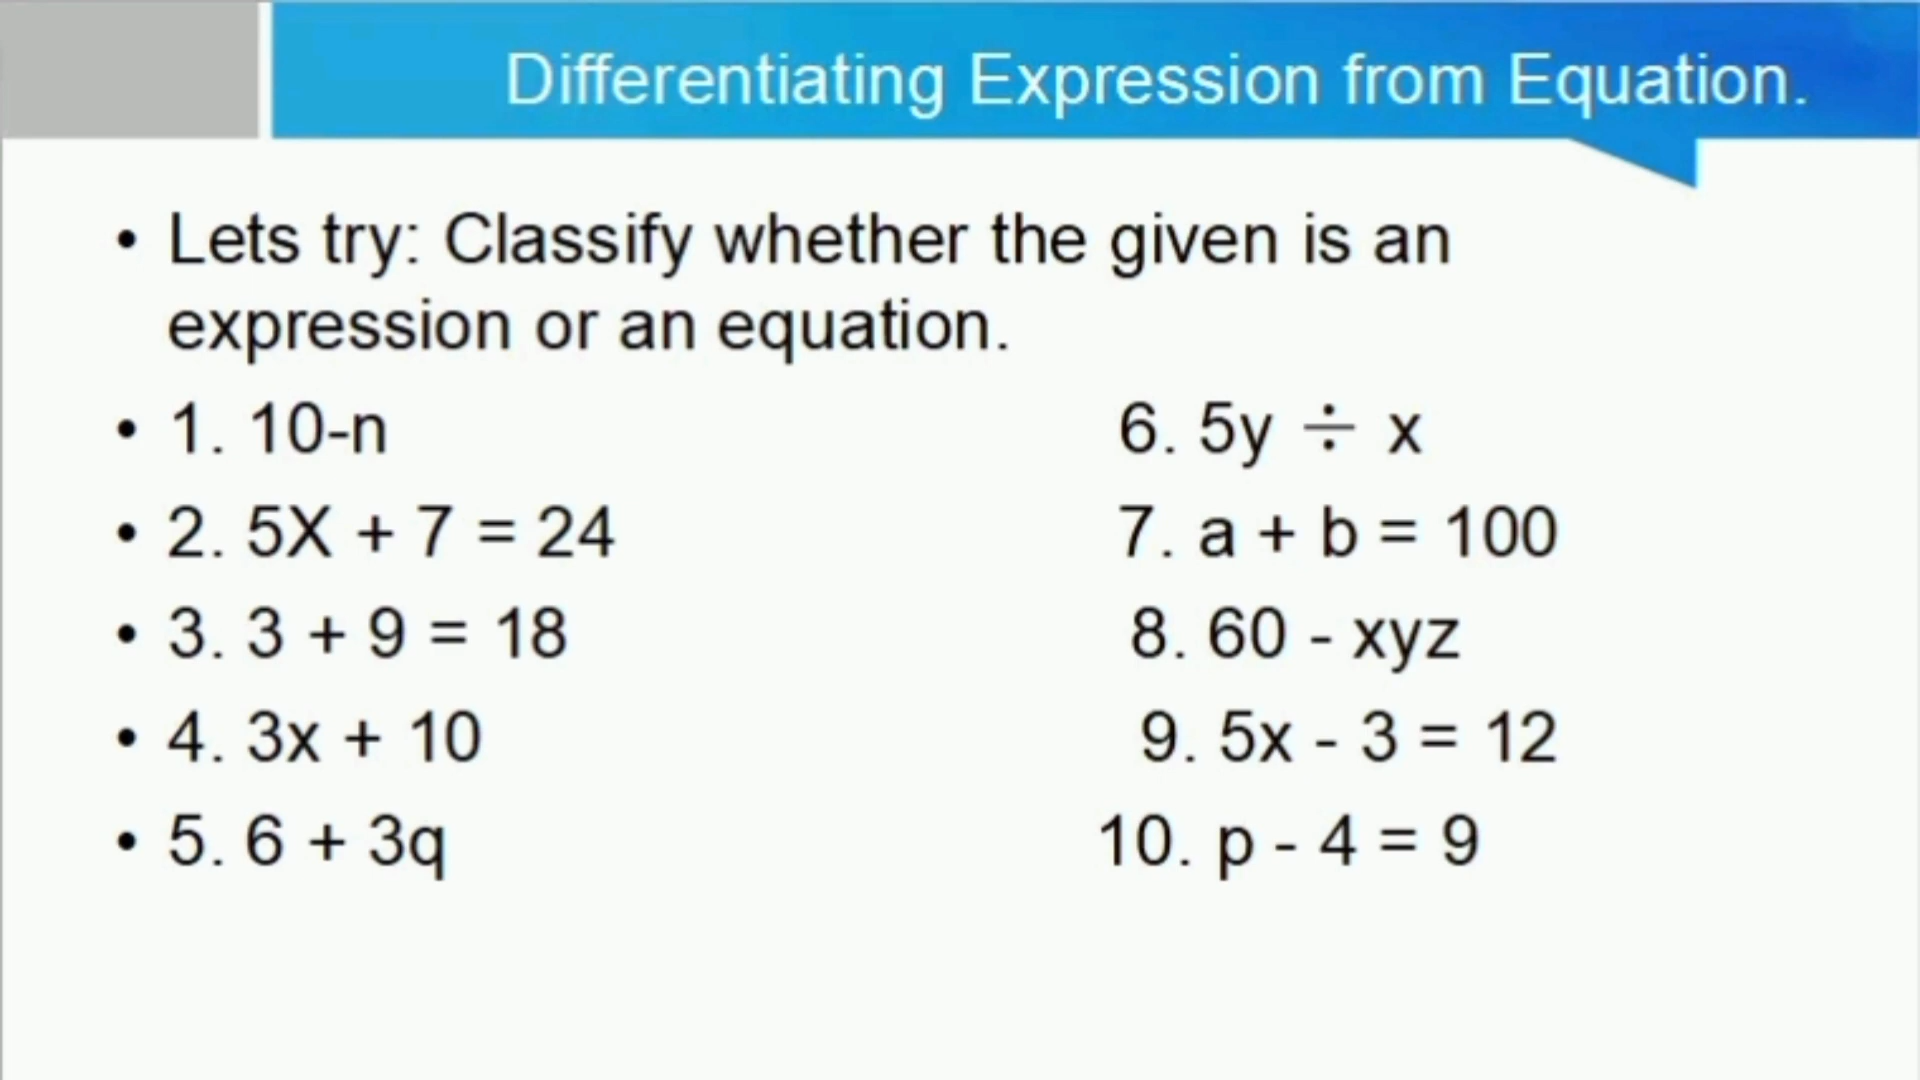 Differentiating Expression from Equation.
• Lets try: Classify whether the given is an
expression or an equation.
• 1. 10-n
6. 5y ÷ x
• 2. 5X + 7 = 24
7. a + b = 100
• 3. 3 + 9 = 18
8. 60 - xyz
• 4. 3x + 10
9. 5x - 3 = 12
• 5. 6 + 3q
10. p - 4 = 9